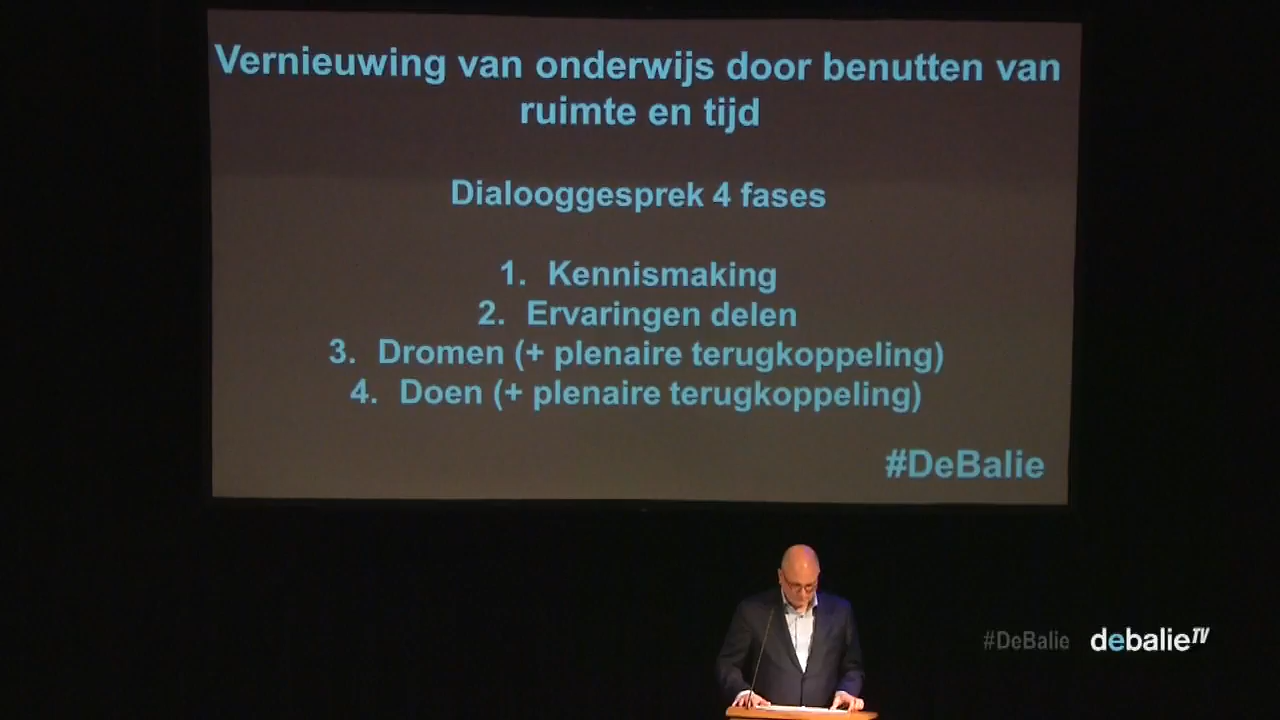 Vernieuwing van onderwijs door benutten van
ruimte en tijd
Dialooggesprek 4 fases
1. Kennismaking
2. Ervaringen delen
3. Dromen (+ plenaire terugkoppeling)
4. Doen (+ plenaire terugkoppeling)
#DeBalie
#DeBalie debalieTV